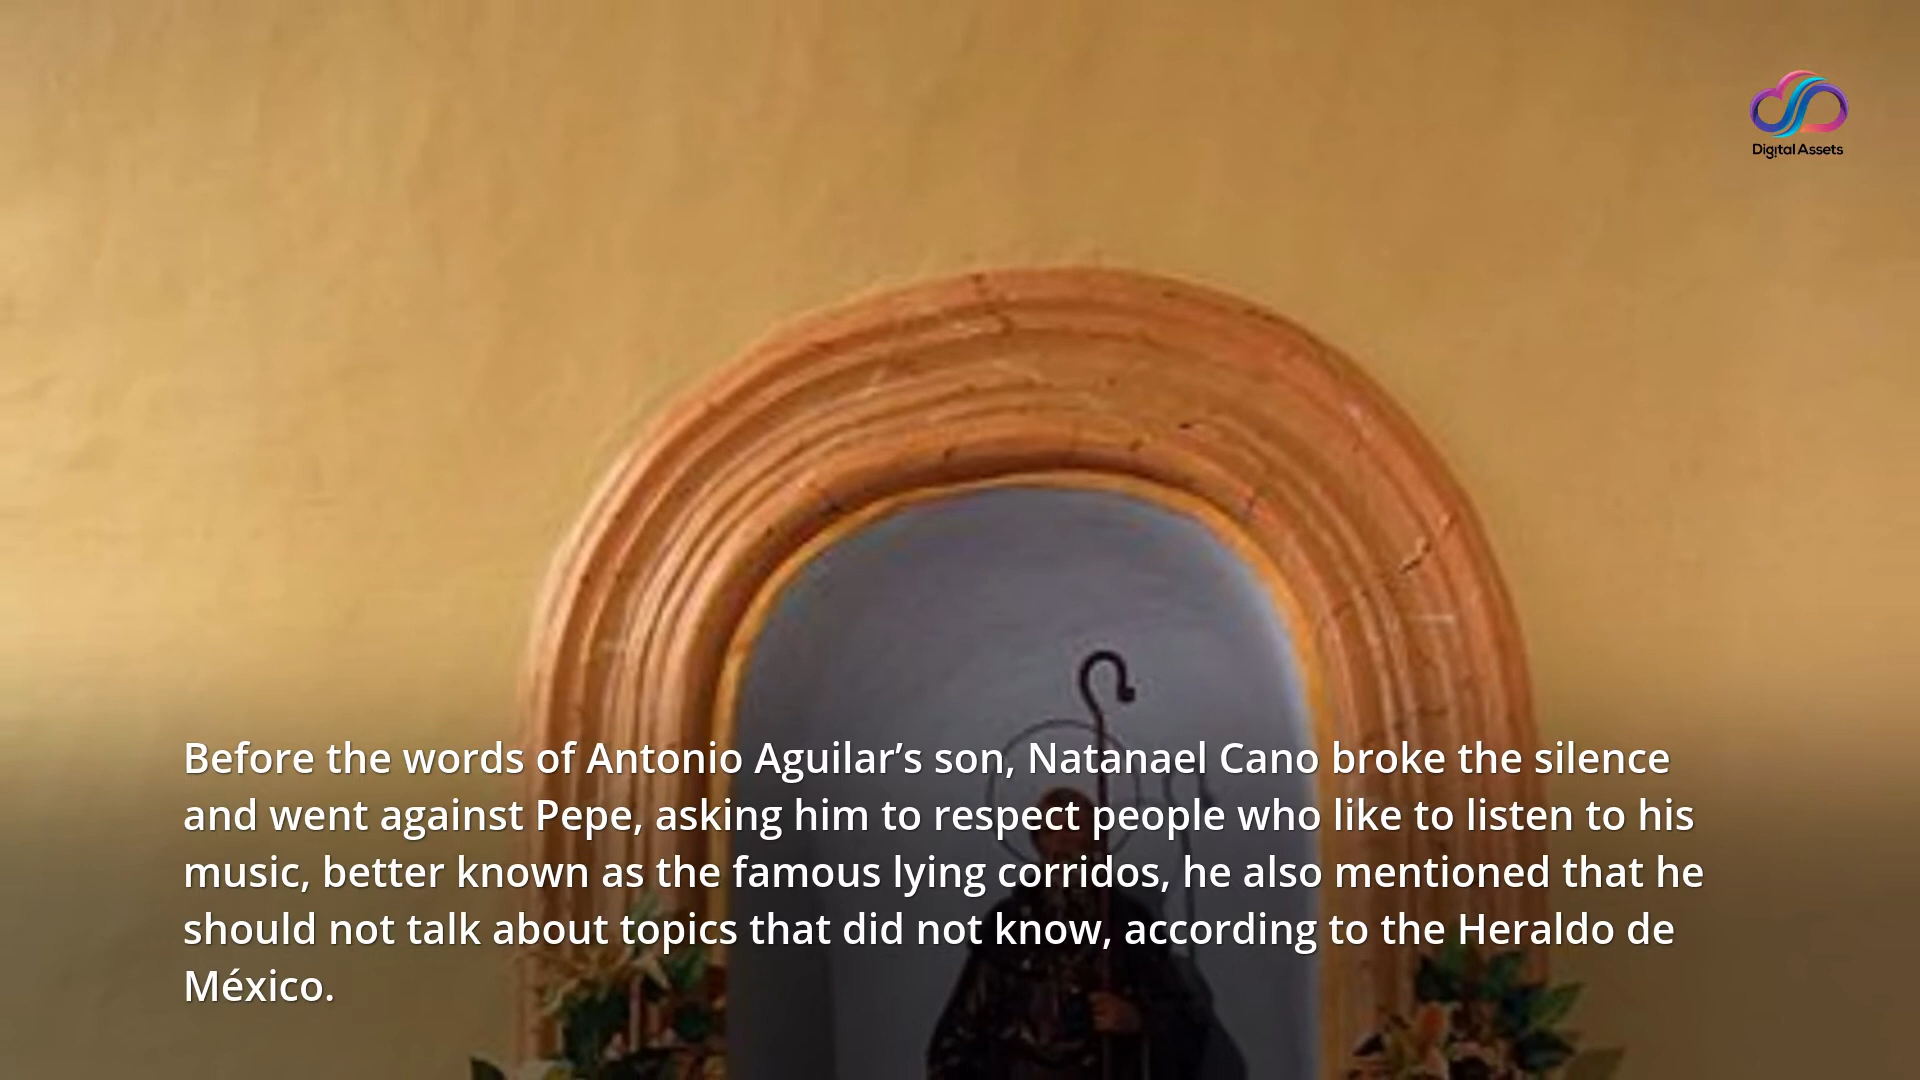 Digital Assets
Before the words of Antonio Aguilar’s son, Natanael Cano broke the silence
and went against Pepe, asking him to respect people who like to listen to his
music, better known as the famous lying corridos, he also mentioned that he
should not talk about topics that did not know, according to the Heraldo de
México.